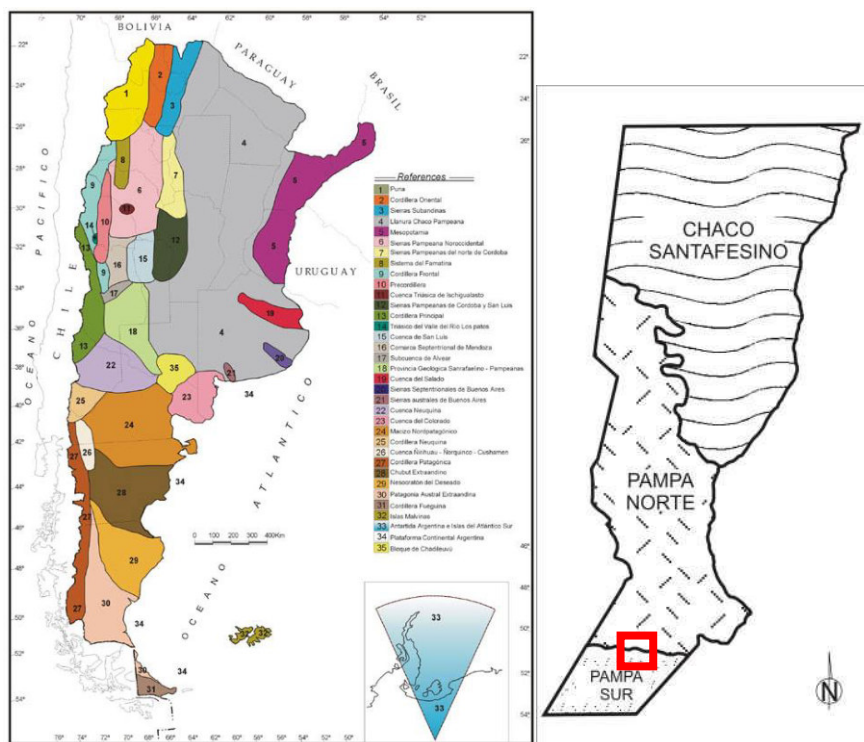 BOLIVIA
PARAGUAY
BRASIL
URUGUAY
CHILE
OCEANO PACIFICO
OCEANO ATLANTICO
References
1 Puna
2 Cordillera Oriental
3 Sierras Subandinas
4 Llanura Chaco Pampeana
5 Mesopotamia
6 Sierras Pampeana Noroccidental
7 Sierras Pampeanas del norte de Cordoba
8 Sistema del Famatina
9 Cordillera Frontal
10 Precordillera
11 Cuenca Triásica de Ischigualasto
12 Sierras Pampeanas de Cordoba y San Luis
13 Cordillera Principal
14 Triásico del Valle del Río Los patos
15 Cuenca de San Luis
16 Comarca Septentrional de Mendoza
17 Subcuenca de Alvear
18 Provincia Geológica Sanrafaelino - Pampeanas
19 Cuenca del Salado
20 Sierras Septentrionales de Buenos Aires
21 Sierras australes de Buenos Aires
22 Cuenca Neuquina
23 Cuenca del Colorado
24 Macizo Nordpatagónico
25 Cordillera Neuquina
26 Cuenca Ñirihuau - Ñorquinco - Cushamen
27 Cordillera Patagónica
28 Chubut Extraandino
29 Nesocratón del Deseado
30 Patagonia Austral Extraandina
31 Cordillera Fueguina
32 Islas Malvinas
33 Antartida Argentina e Islas del Atlántico Sur
34 Plataforma Continental Argentina
35 Bloque de Chadileuvú
0 100 200 300 400Km
CHACO
SANTAFESINO
PAMPA
NORTE
PAMPA
SUR
N